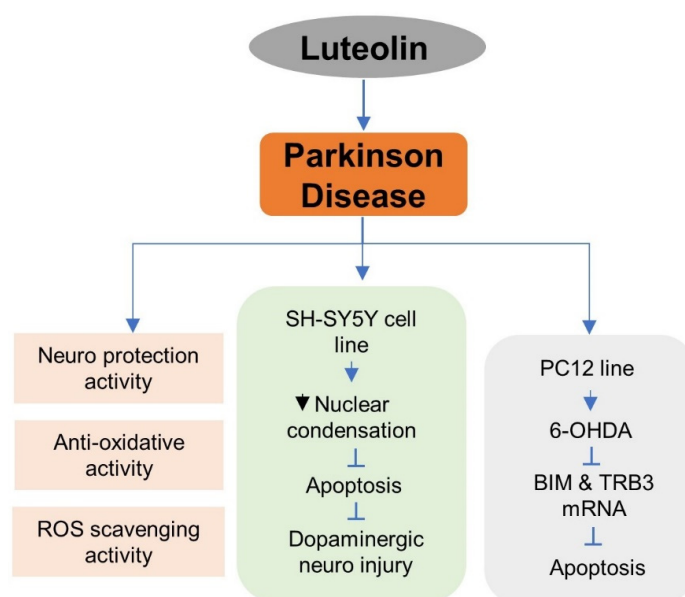 Luteolin
Parkinson
Disease
Neuro protection
activity
Anti-oxidative
activity
ROS scavenging
activity
SH-SY5Y cell
line
Nuclear
condensation
Apoptosis
Dopaminergic
neuro injury
PC12 line
6-OHDA
BIM & TRB3
mRNA
Apoptosis